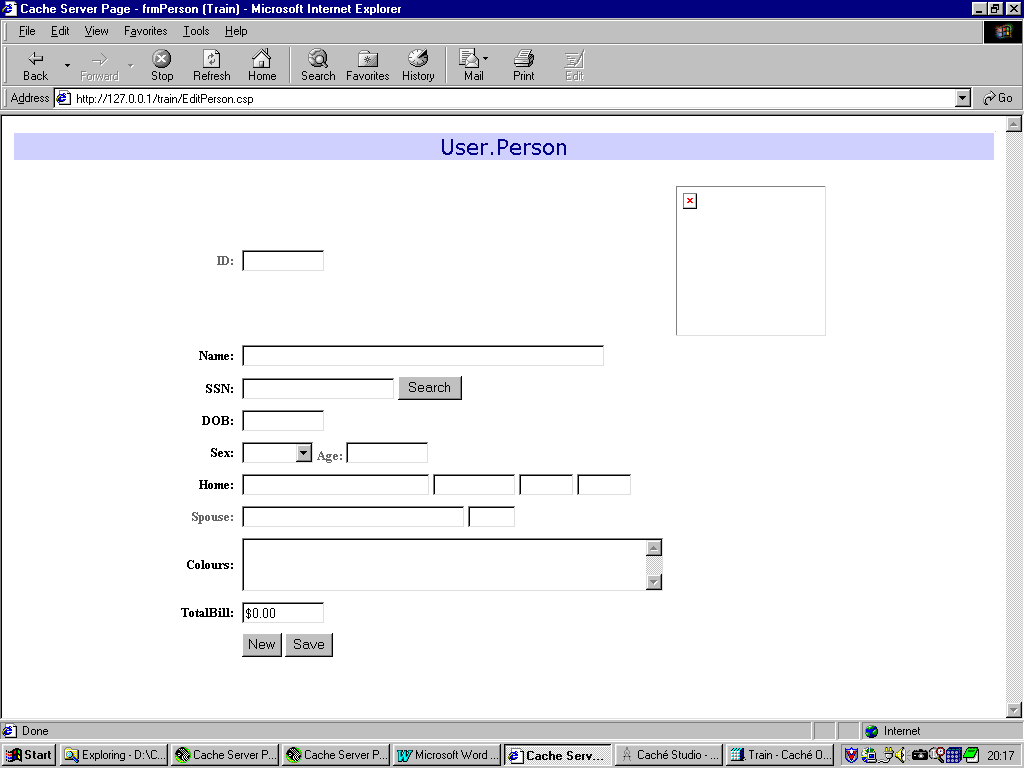 Cache Server Page - frmPerson (Train) - Microsoft Internet Explorer
File Edit View Favorites Tools Help
Back Forward Stop Refresh Home Search Favorites History Mail Print Edit
Address http://127.0.0.1/train/EditPerson.csp Go
User.Person
ID:
Name:
SSN: Search
DOB:
Sex: Age:
Home:
Spouse:
Colours:
TotalBill: $0.00
New Save
Done Internet
Start Exploring - D:\C... Cache Server P... Cache Server P... Microsoft Word ... Cache Serv... Caché Studio - ... Train - Caché O... 20:17